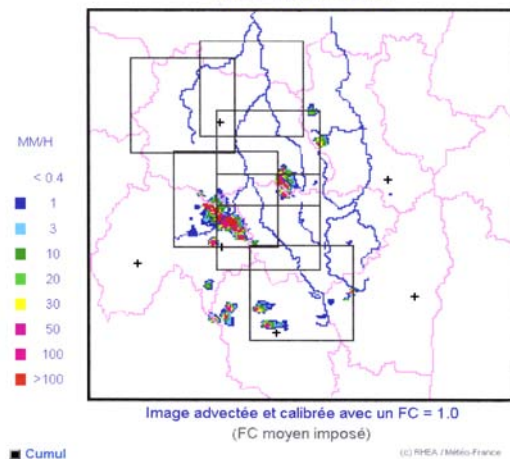 MM/H
< 0.4
1
3
10
20
30
50
100
>100
Image advectée et calibrée avec un FC = 1.0
(FC moyen imposé)
Cumul
(c) RHEA / Météo-France